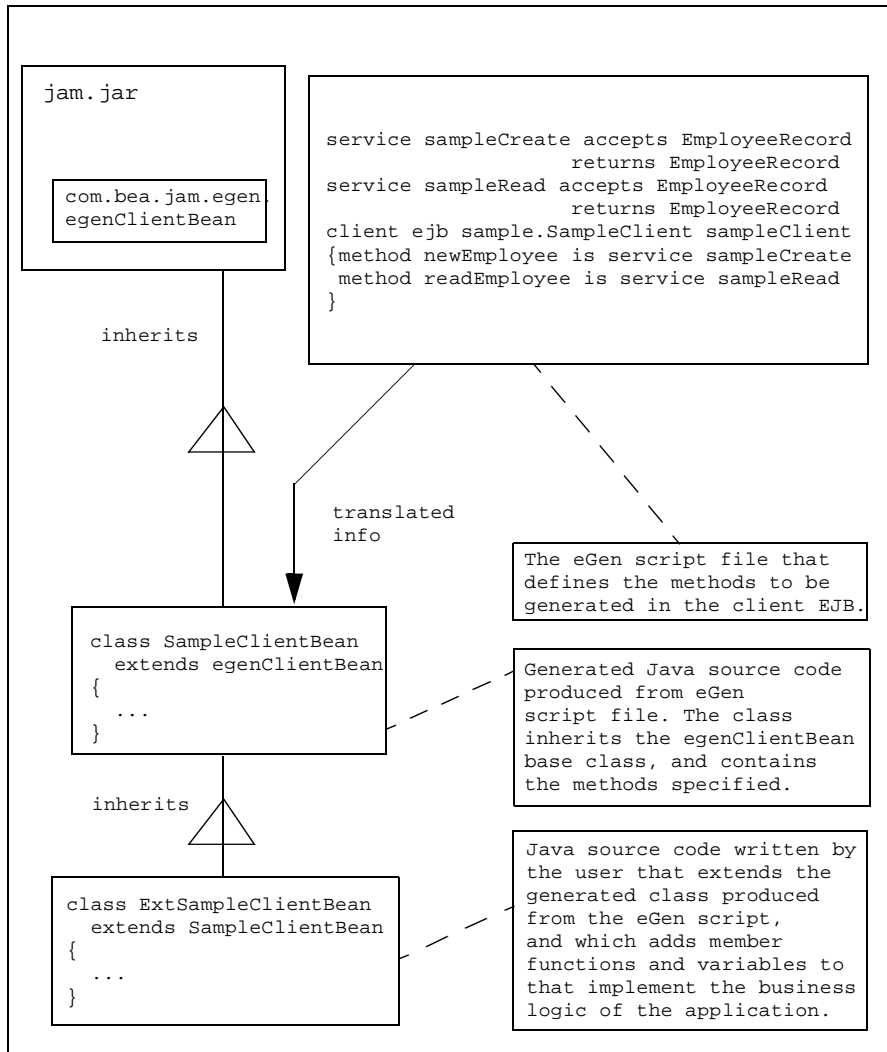 jam.jar
com.bea.jam.egen.
egenClientBean
service sampleCreate accepts EmployeeRecord
returns EmployeeRecord
service sampleRead accepts EmployeeRecord
returns EmployeeRecord
client ejb sample.SampleClient sampleClient
{method newEmployee is service sampleCreate
method readEmployee is service sampleRead
}
inherits
translated
info
The eGen script file that
defines the methods to be
generated in the client EJB.
class SampleClientBean
extends egenClientBean
{
...
}
Generated Java source code
produced from eGen
script file. The class
inherits the egenClientBean
base class, and contains
the methods specified.
inherits
class ExtSampleClientBean
extends SampleClientBean
{
...
}
Java source code written by
the user that extends the
generated class produced
from the eGen script,
and which adds member
functions and variables to
that implement the business
logic of the application.